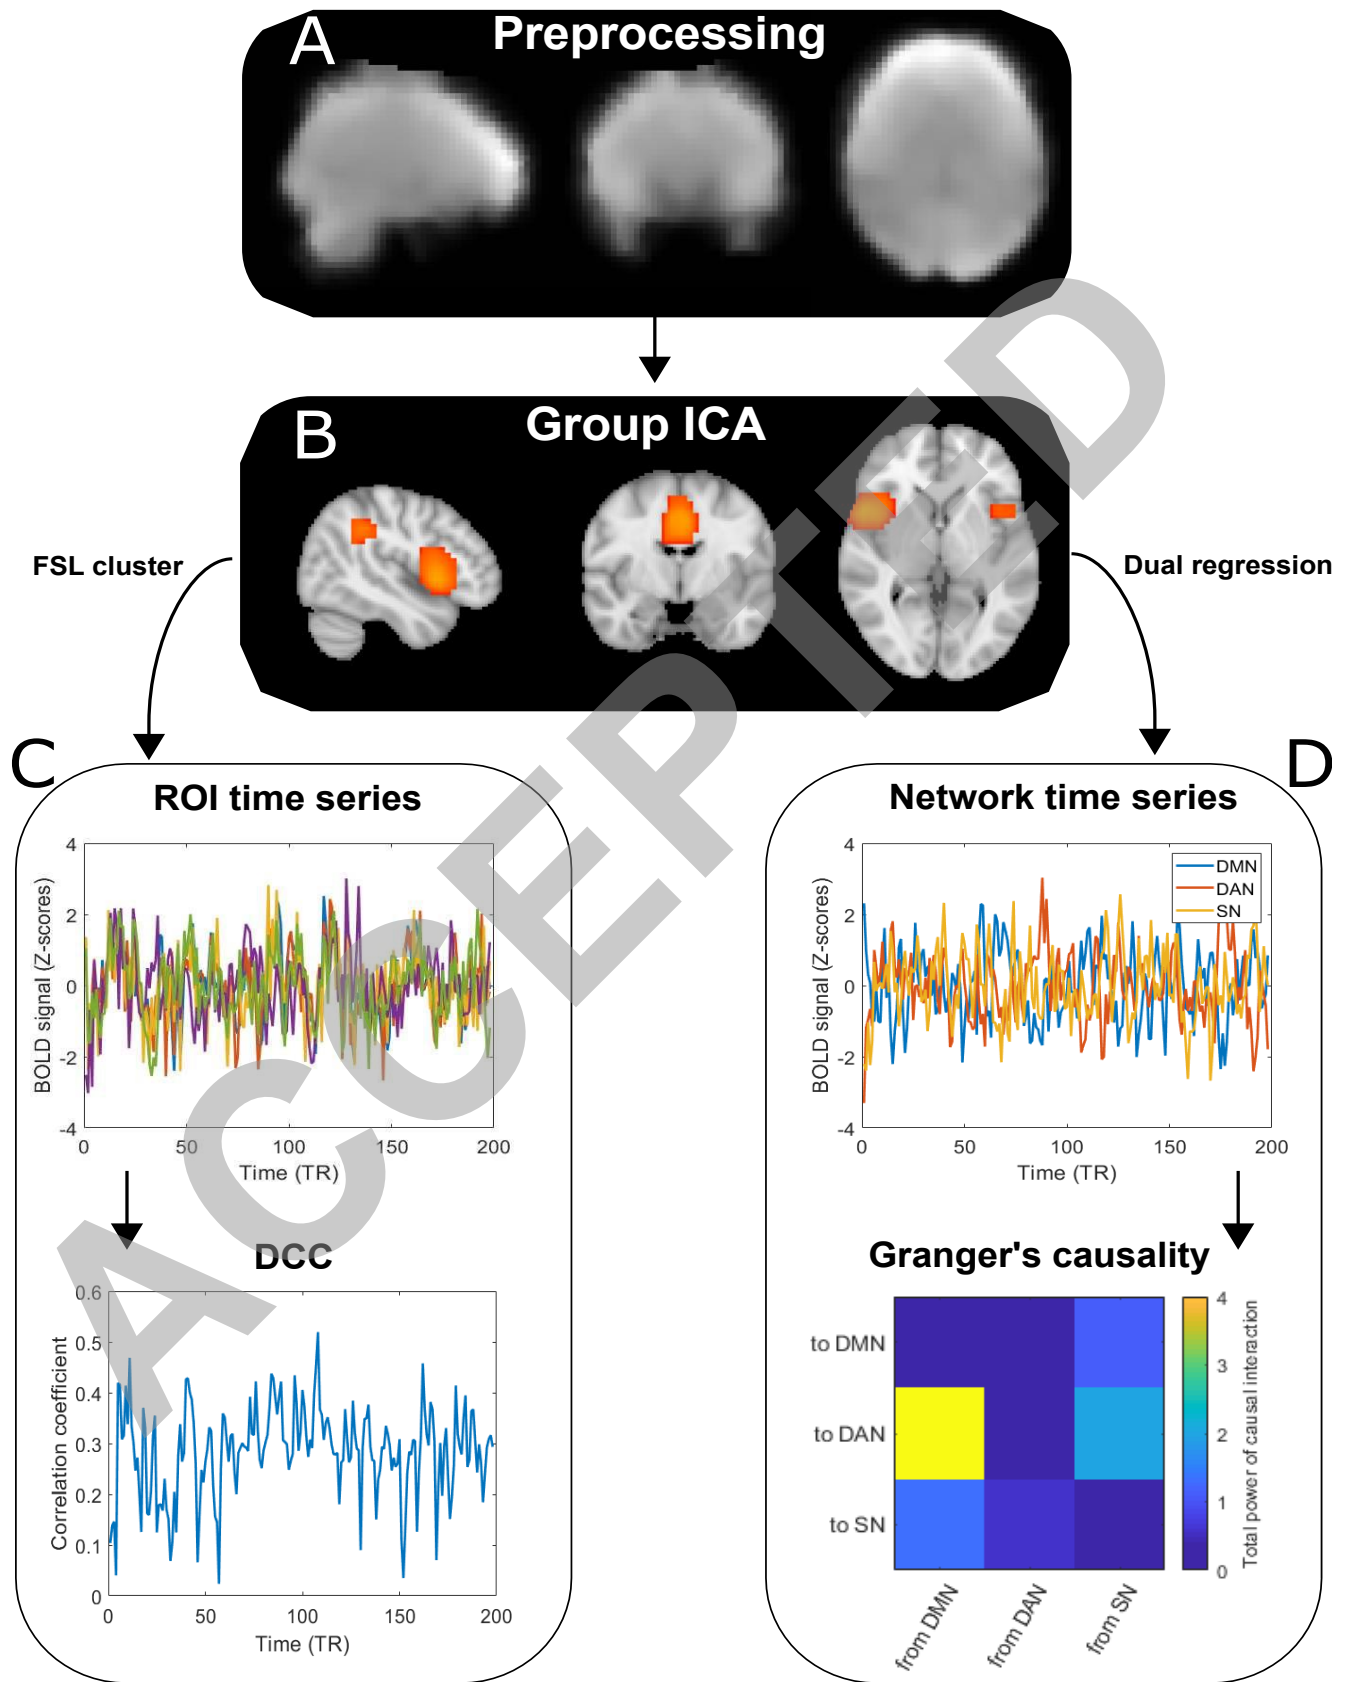 A
Preprocessing
B
Group ICA
FSL cluster
Dual regression
C
ROI time series
BOLD signal (Z-scores)
4
2
0
-2
-4
0 50 100 150 200
Time (TR)
DCC
Correlation coefficient
0.6
0.5
0.4
0.3
0.2
0.1
0
0 50 100 150 200
Time (TR)
D
Network time series
BOLD signal (Z-scores)
4
2
0
-2
-4
DMN
DAN
SN
0 50 100 150 200
Time (TR)
Granger's causality
to DMN
to DAN
to SN
from DMN
from DAN
from SN
4
3
2
1
0
Total power of causal interaction
ACCEPTED